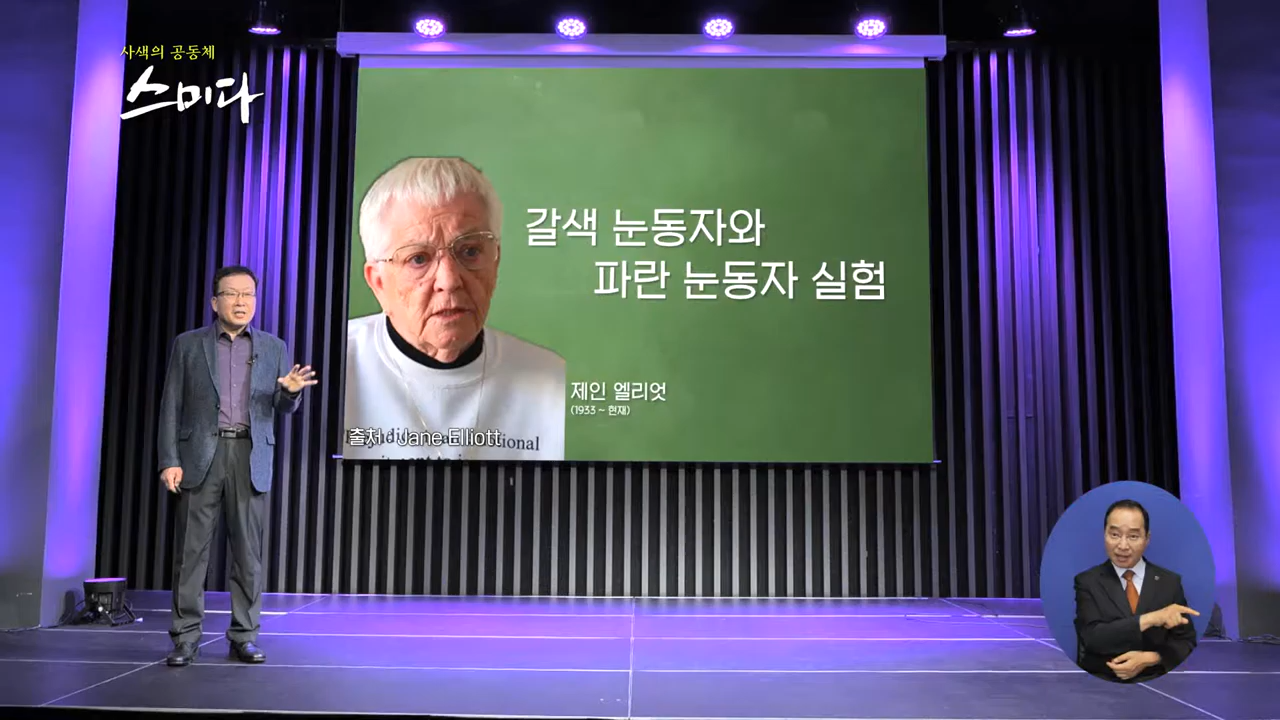 사색의 공동체
스미다
갈색 눈동자와
파란 눈동자 실험
제인 엘리엇
(1933 ~ 현재)
출처 Jane Elliott
ional